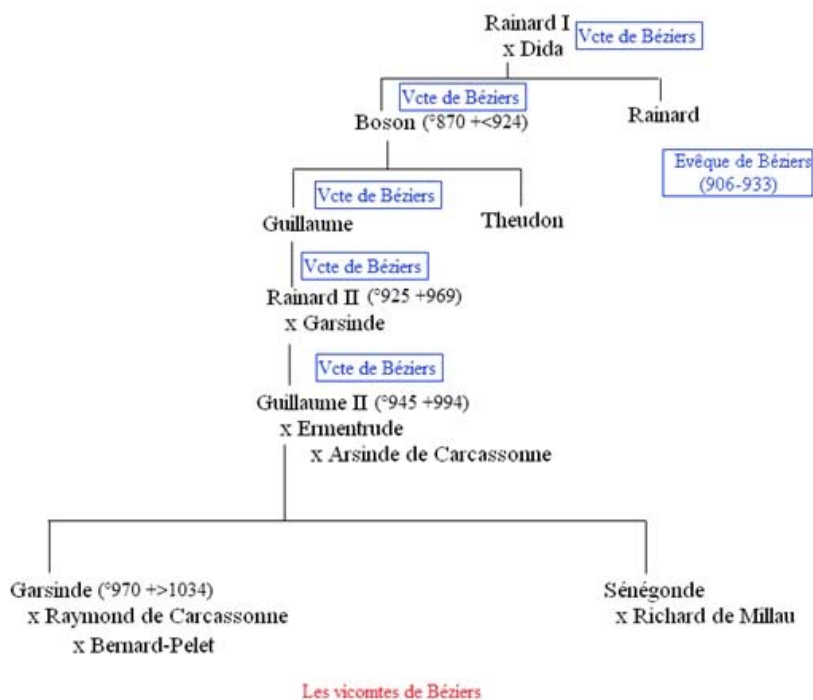 Rainard I
x Dida
Vcte de Béziers
Vcte de Béziers
Boson (°870 +<924)
Rainard
Evêque de Béziers
(906-933)
Vcte de Béziers
Guillaume
Theudon
Vcte de Béziers
Rainard II (°925 +969)
x Garsinde
Vcte de Béziers
Guillaume II (°945 +994)
x Ermentrude
x Arsinde de Carcassonne
Garsinde (°970 +>1034)
x Raymond de Carcassonne
x Bernard-Pelet
Sénégonde
x Richard de Millau
Les vicomtes de Béziers